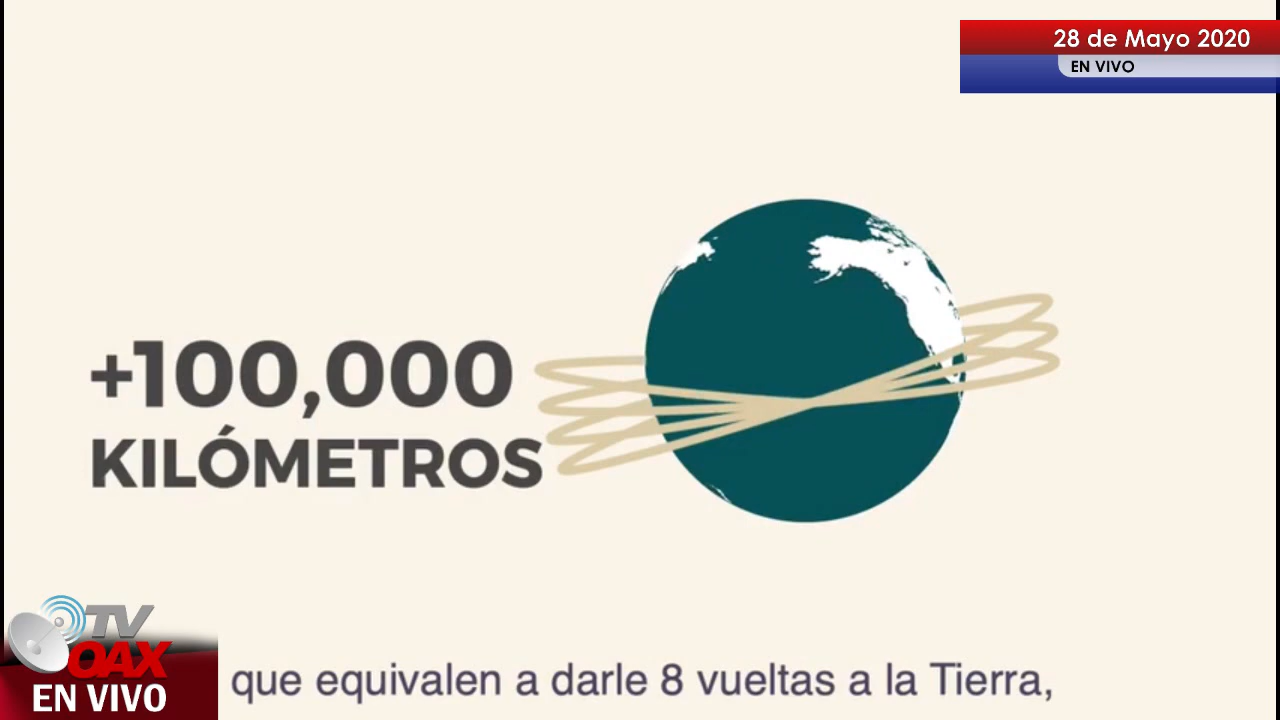 28 de Mayo 2020
EN VIVO
+100,000
KILÓMETROS
TV
OAX
EN VIVO
que equivalen a darle 8 vueltas a la Tierra,